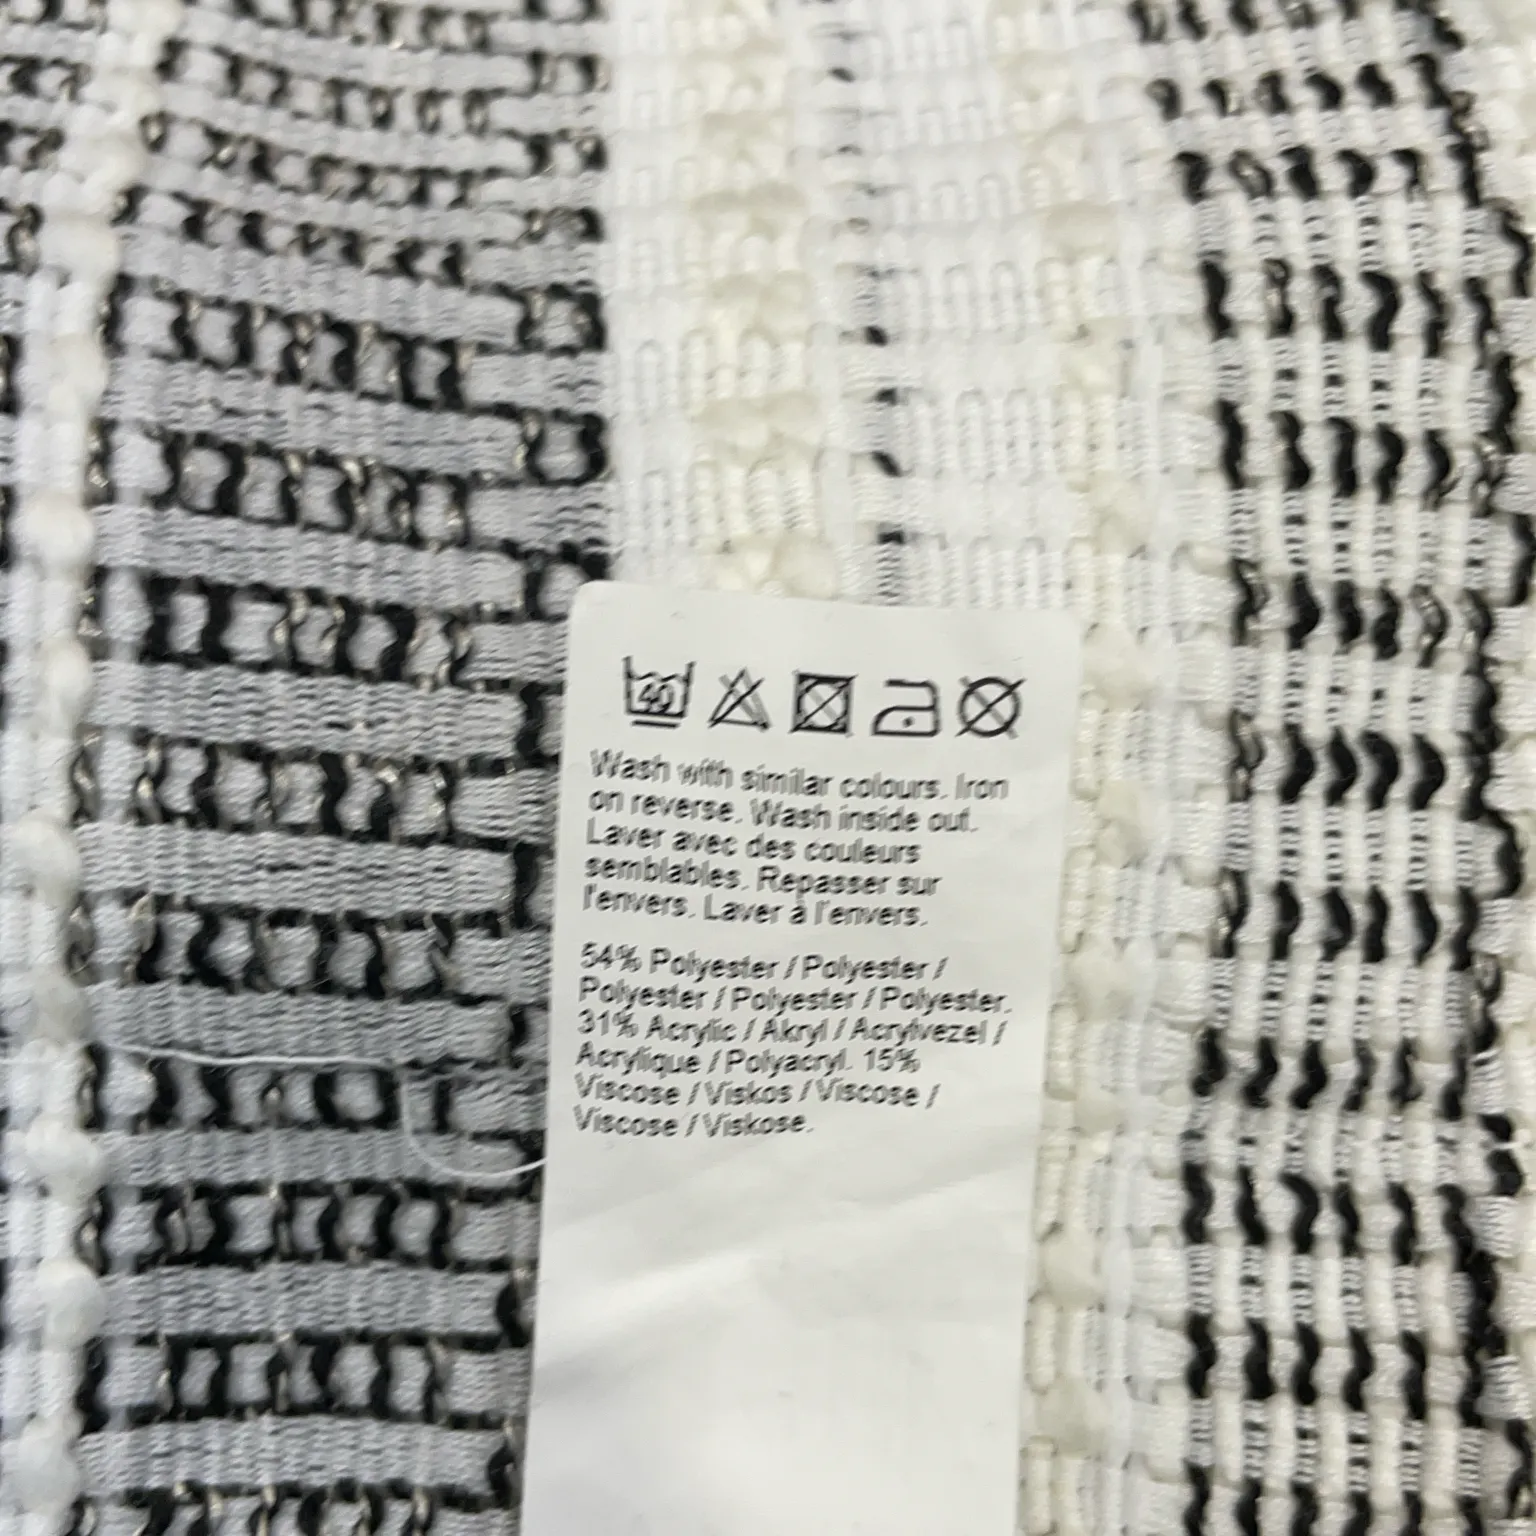 40
Wash with similar colours. Iron
on reverse. Wash inside out.
Laver avec des couleurs
semblables. Repasser sur
l'envers. Laver à l'envers.
54% Polyester / Polyester /
Polyester / Polyester / Polyester.
31% Acrylic / Akryl / Acrylvezel /
Acrylique / Polyacryl. 15%
Viscose / Viskos / Viscose /
Viscose / Viskose.